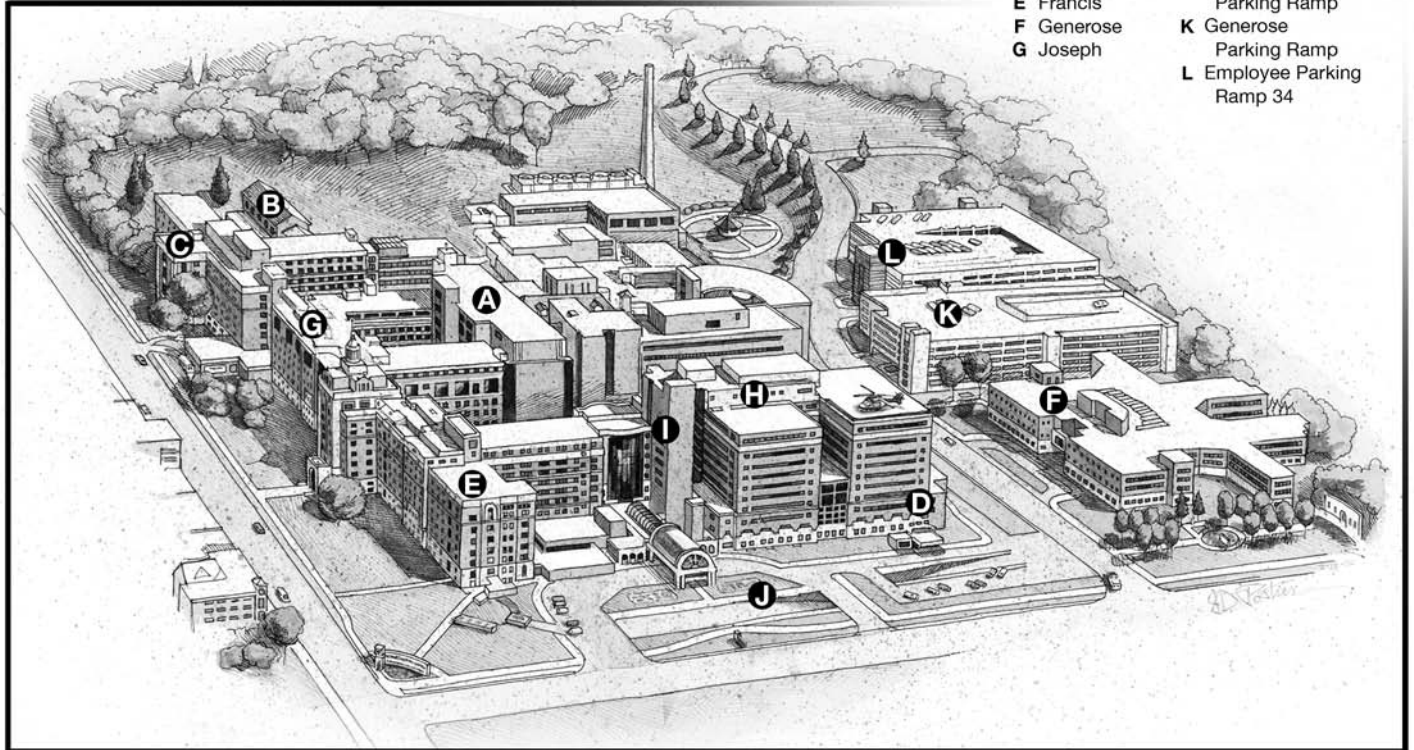 E Francis
F Generose
G Joseph
Parking Ramp
K Generose
Parking Ramp
L Employee Parking
Ramp 34
B
C
L
A
K
G
H
F
I
E
D
J